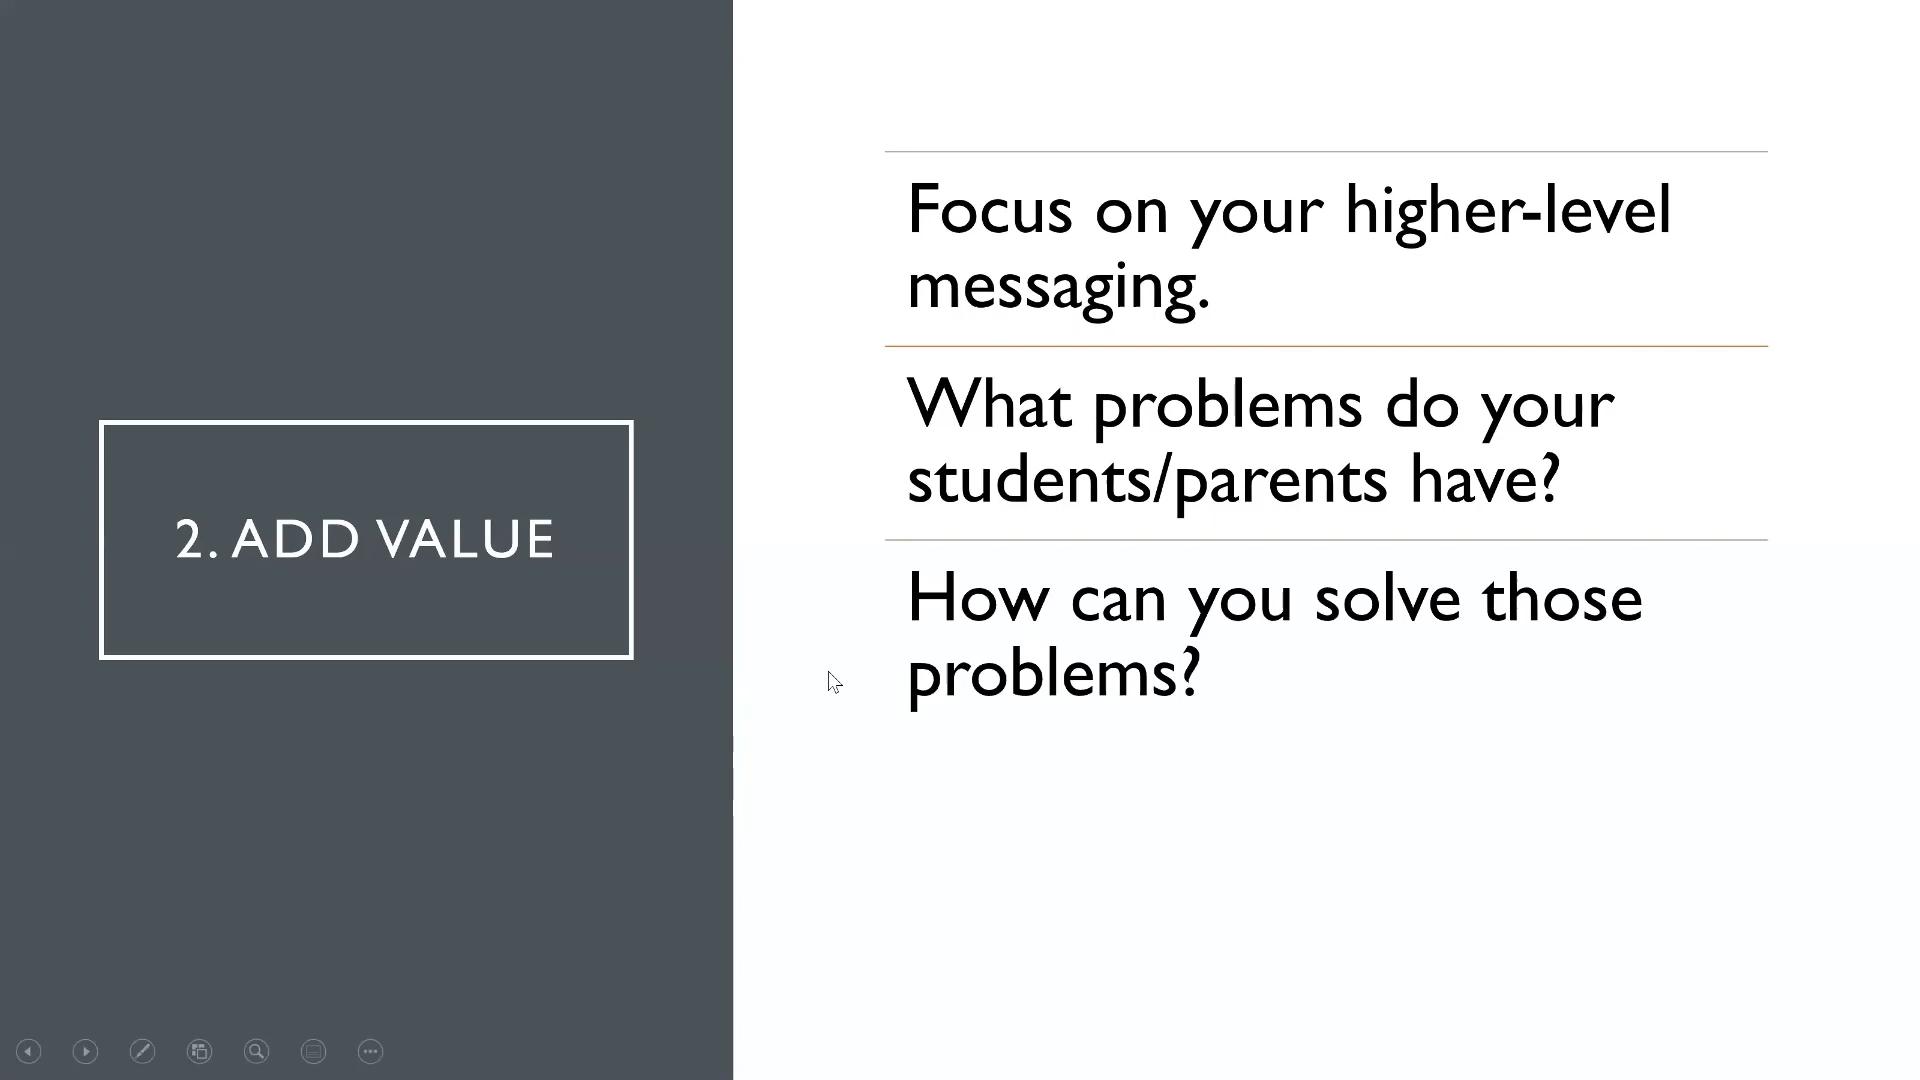 2. ADD VALUE
Focus on your higher-level
messaging.
What problems do your
students/parents have?
How can you solve those
problems?